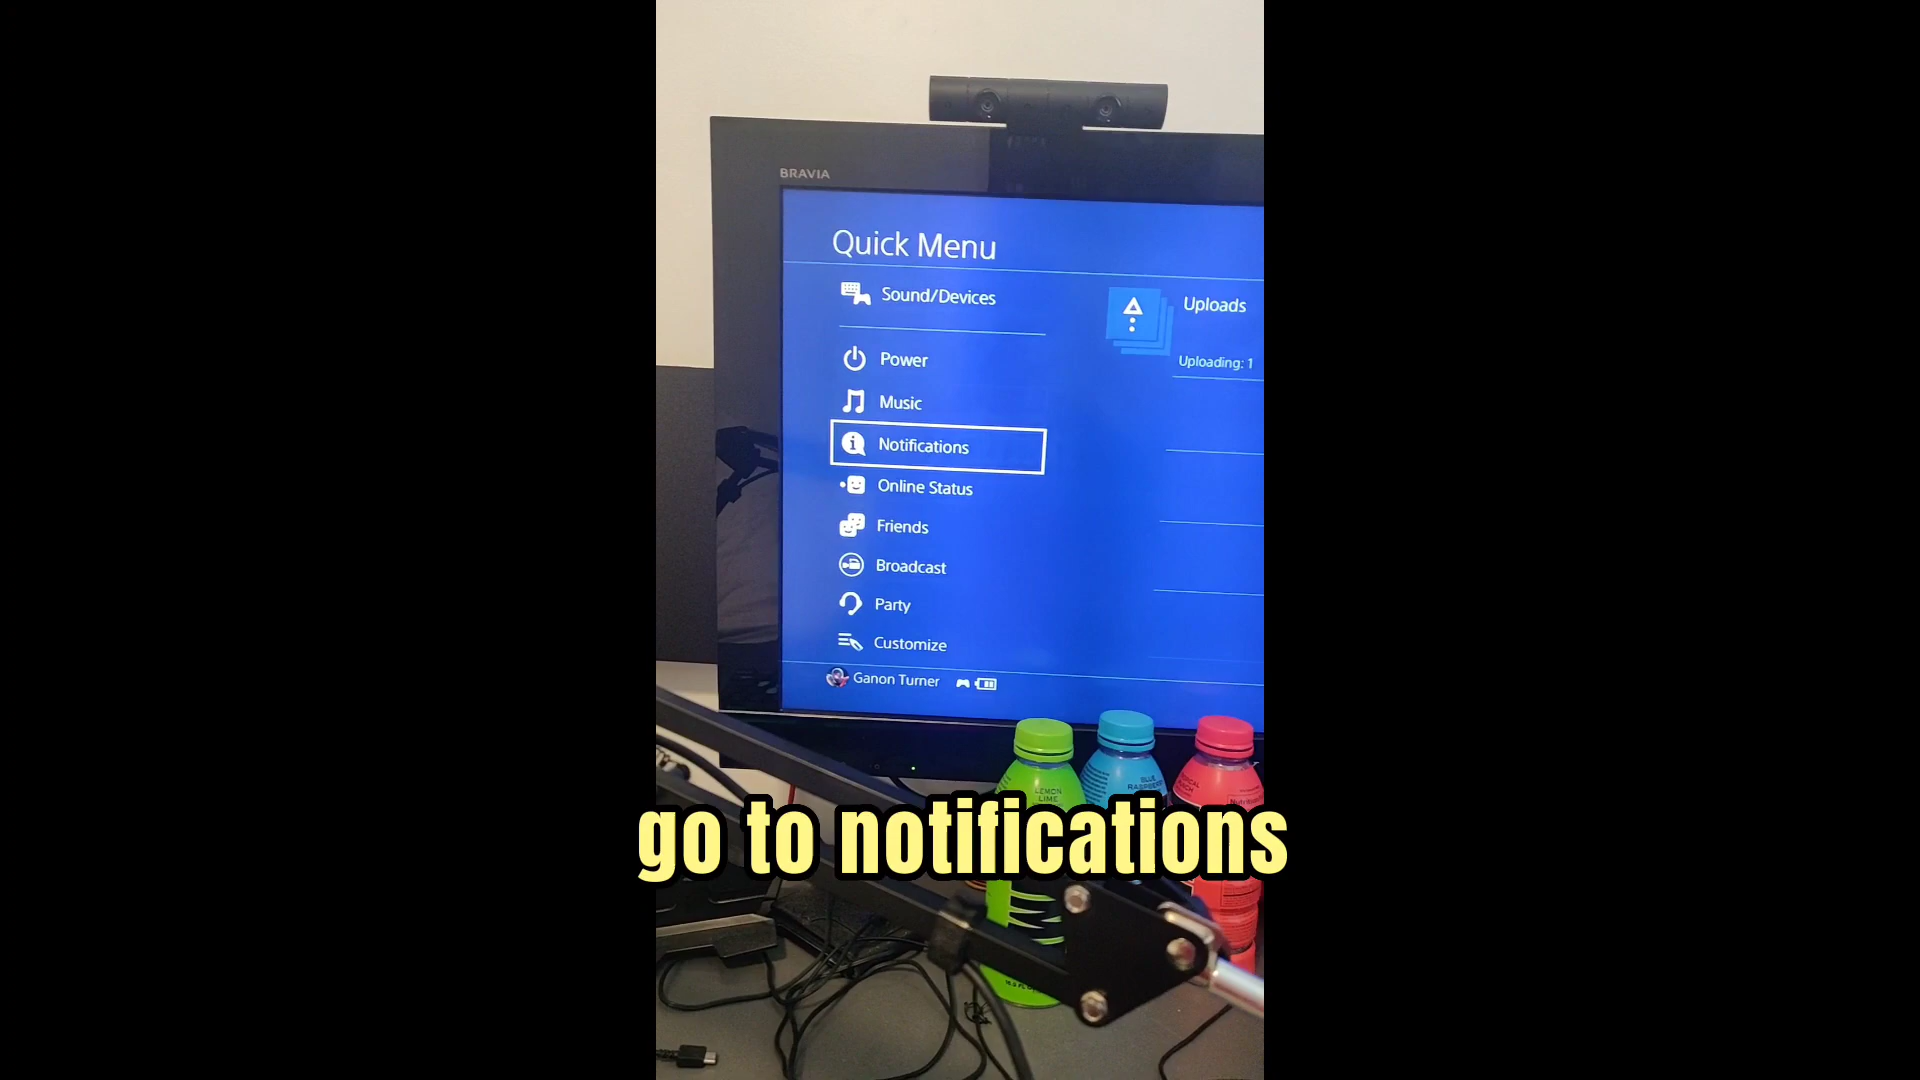 BRAVIA
Quick Menu
Sound/Devices
Power
Music
Notifications
Online Status
Friends
Broadcast
Party
Customize
Ganon Turner
Uploads
Uploading: 1
LEMON
LIME
BLUE
go to notifications